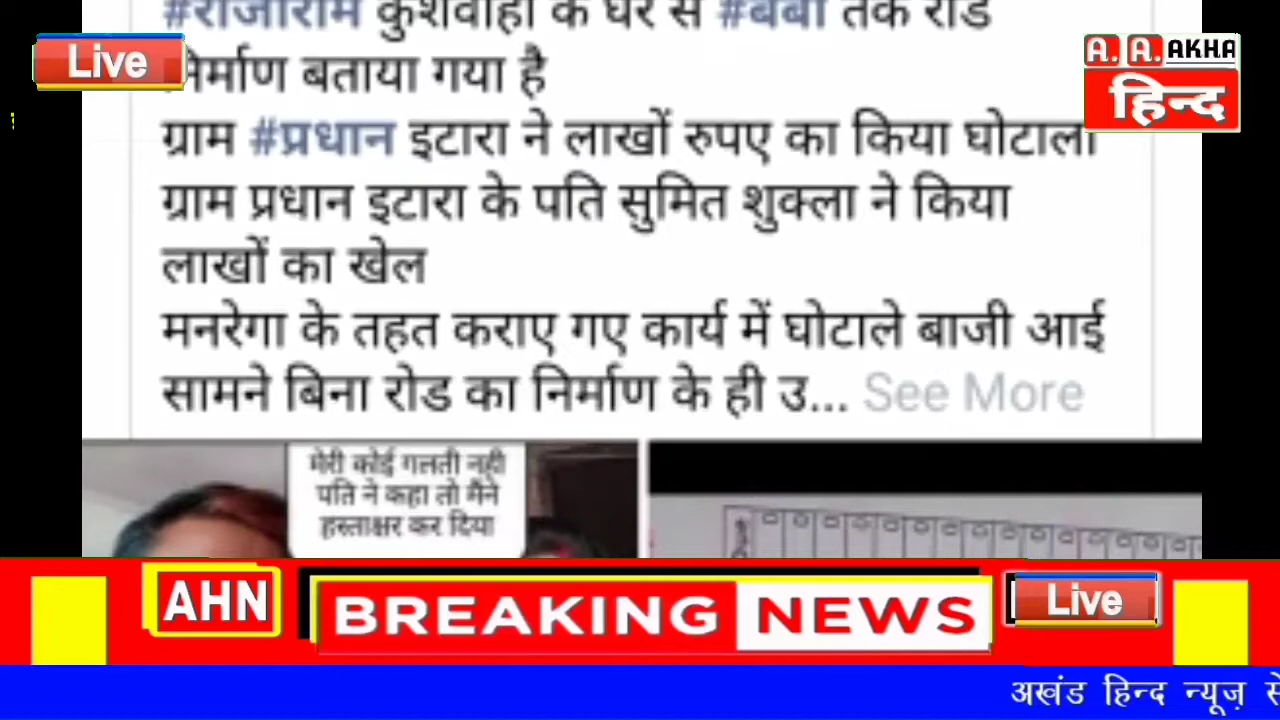 #राजाराम कुशवाहा के घर से #बंबा तक रोड
Live
निर्माण बताया गया है
A. A. AKHA
हिन्द
ग्राम #प्रधान इटारा ने लाखों रुपए का किया घोटाला
ग्राम प्रधान इटारा के पति सुमित शुक्ला ने किया
लाखों का खेल
मनरेगा के तहत कराए गए कार्य में घोटाले बाजी आई
सामने बिना रोड का निर्माण के ही उ... See More
मेरी कोई गलती नही
पति ने कहा तो मैंने
हस्ताक्षर कर दिया
AHN
BREAKING NEWS
Live
अखंड हिन्द न्यूज़ से